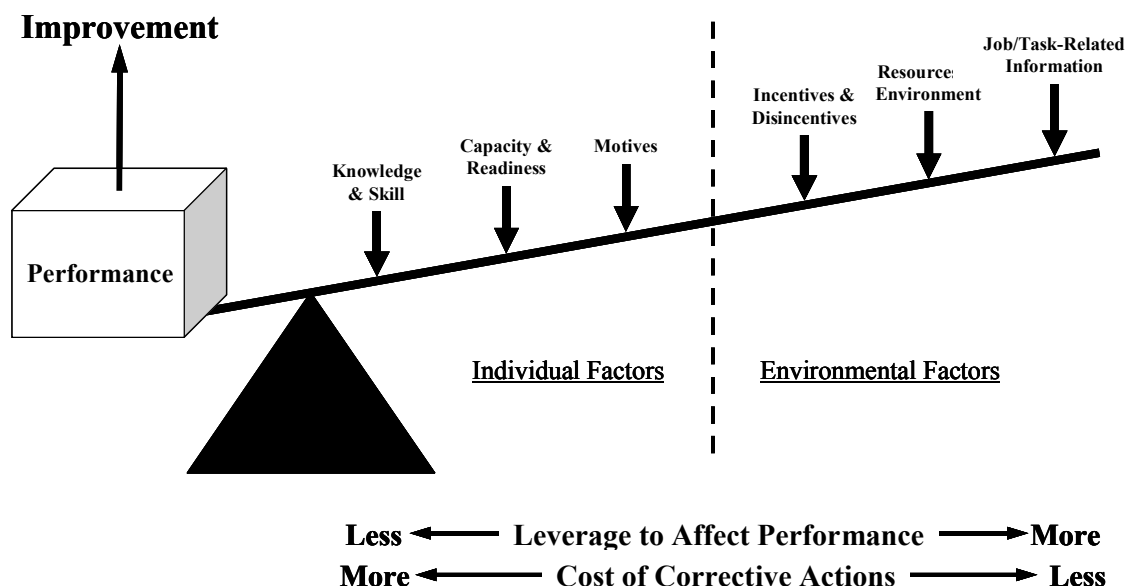 Improvement
Job/Task-Related
Information
Resource
Environment
Incentives &
Disincentives
Capacity &
Readiness
Motives
Knowledge
& Skill
Performance
Individual Factors
Environmental Factors
Less Leverage to Affect Performance More
More Cost of Corrective Actions Less